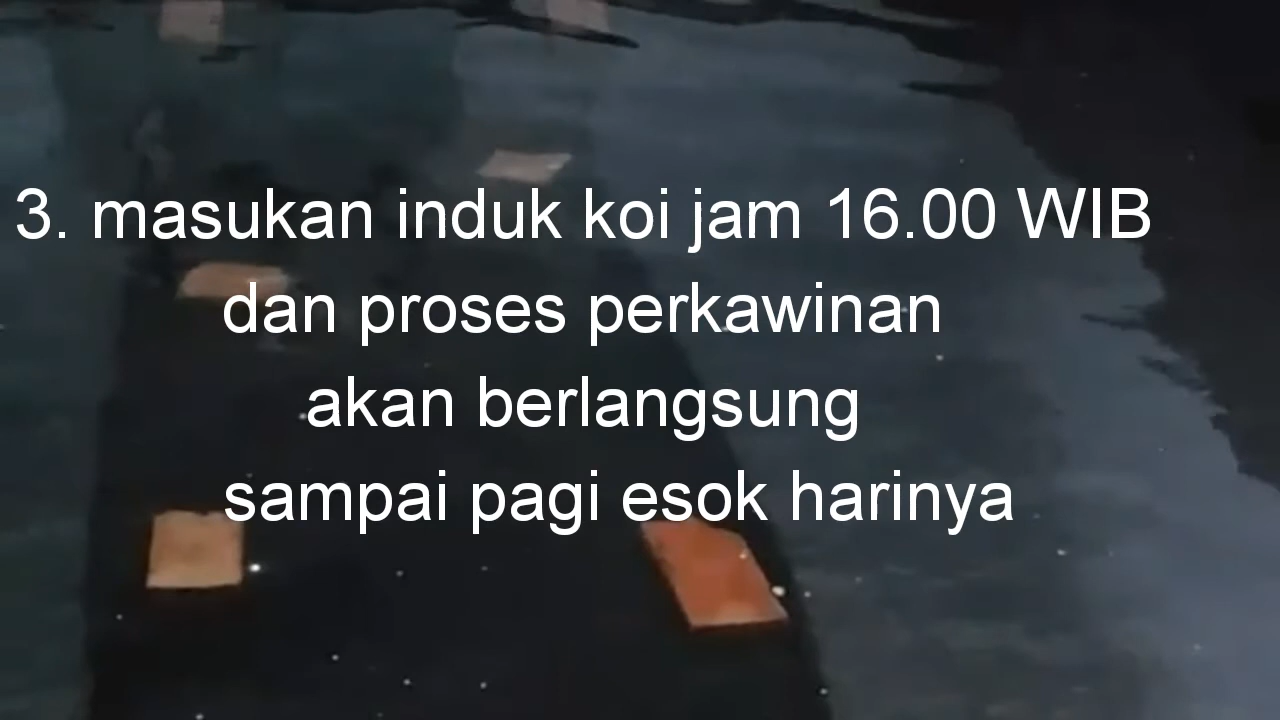 3. masukan induk koi jam 16.00 WIB
dan proses perkawinan
akan berlangsung
sampai pagi esok harinya